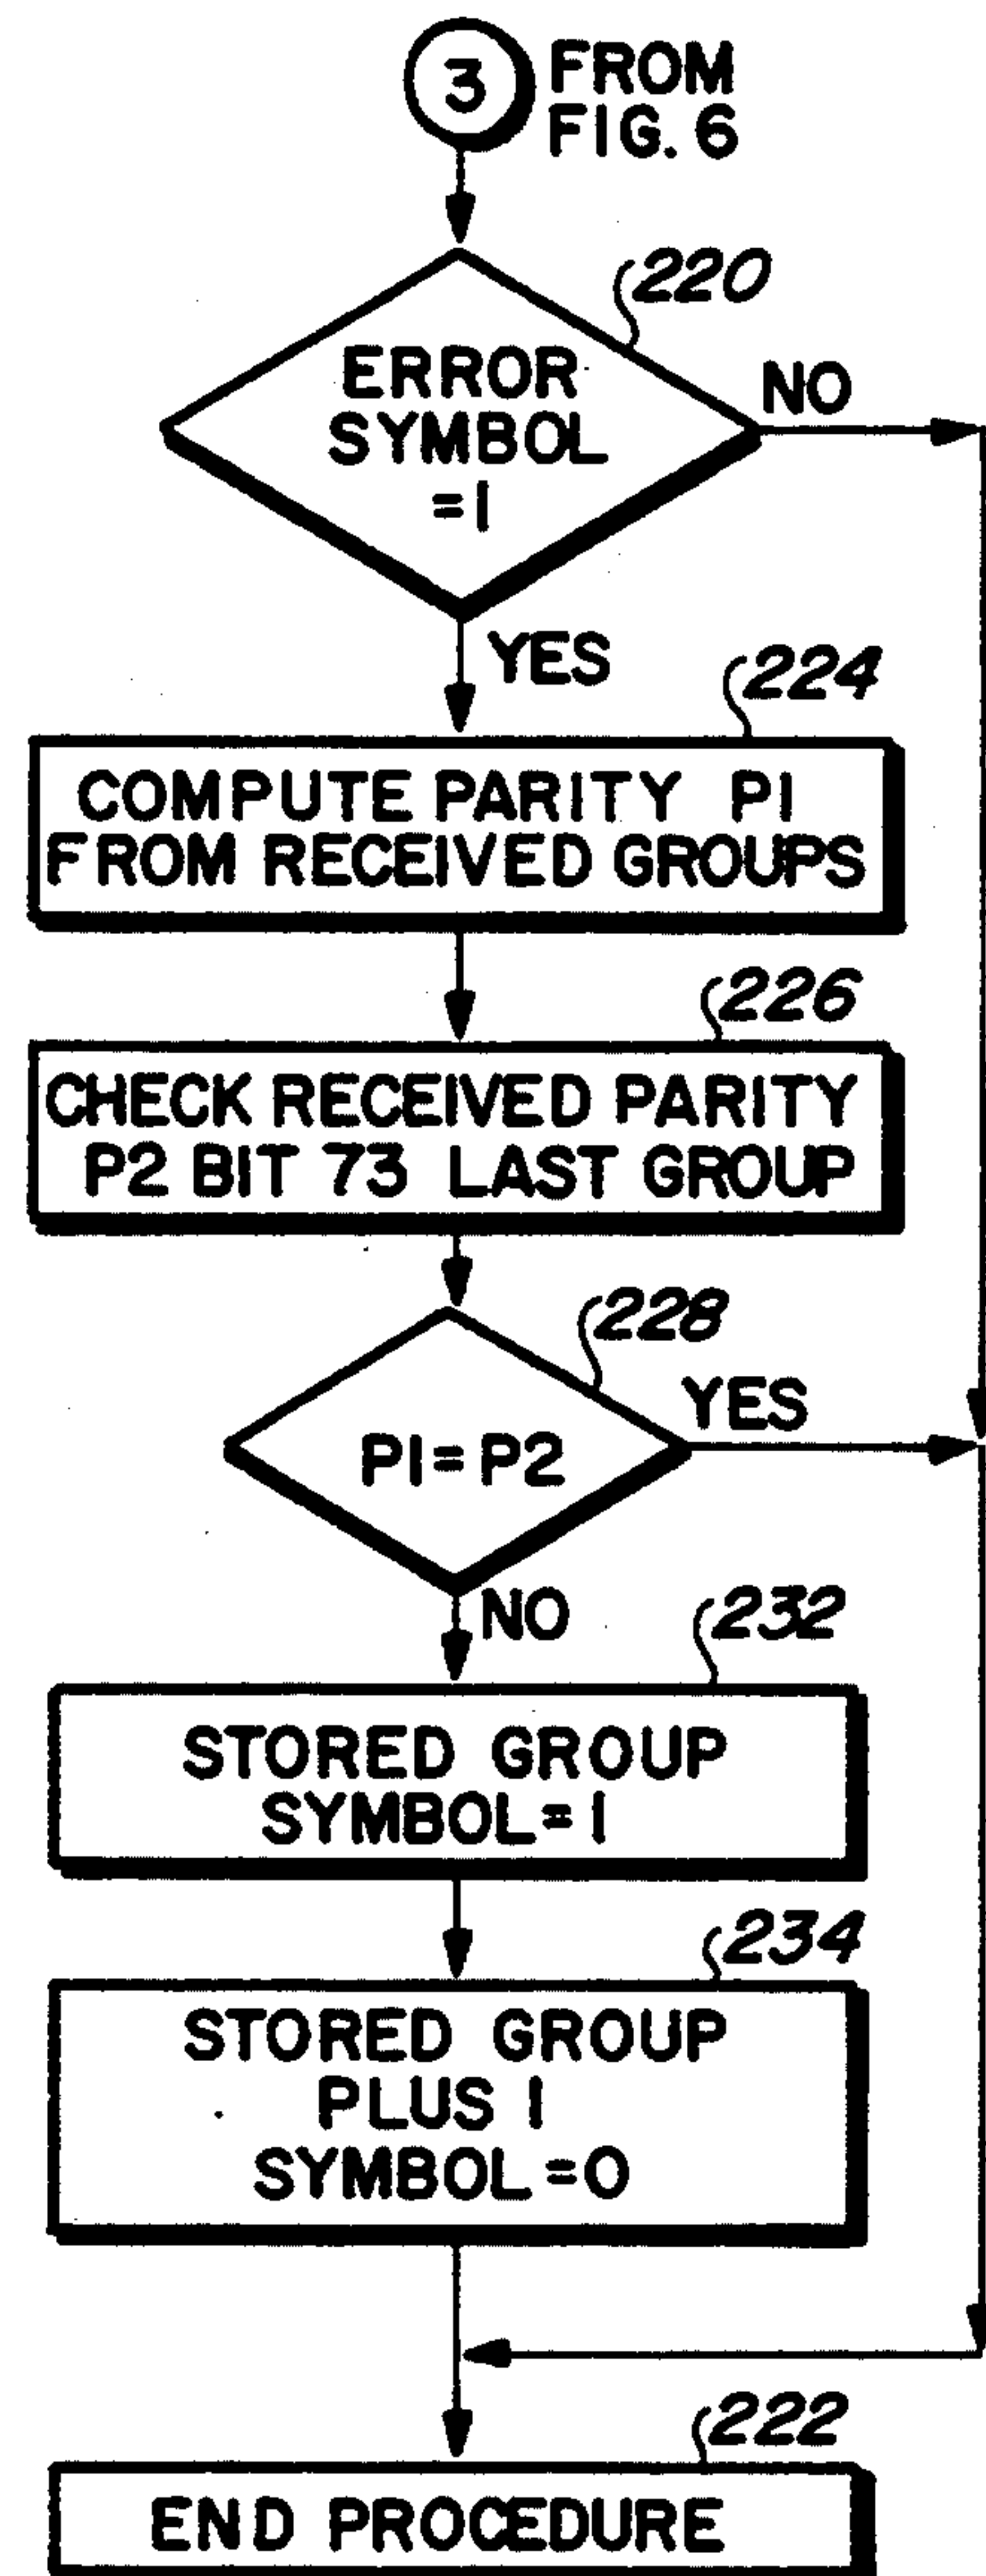 3 FROM
FIG. 6
220
ERROR
SYMBOL
=1
NO
YES
224
COMPUTE PARITY P1
FROM RECEIVED GROUPS
226
CHECK RECEIVED PARITY
P2 BIT 73 LAST GROUP
228
P1=P2
YES
NO
232
STORED GROUP
SYMBOL=1
234
STORED GROUP
PLUS 1
SYMBOL=0
222
END PROCEDURE